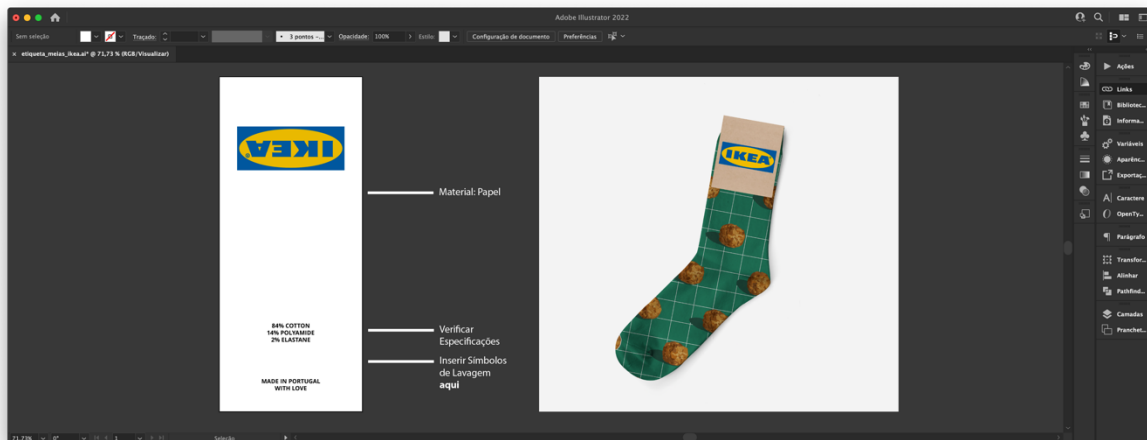 Adobe Illustrator 2022
Sem seleção
Traçado:
3 pontos -...
Opacidade: 100%
Estilo:
Configuração de documento
Preferências
etiqueta_meias_Ikea.ai* @ 71,73 % (RGB/Visualizar)
IKEA
Material: Papel
84% COTTON
14% POLYAMIDE
2% ELASTANE
Verificar
Especificações
Inserir Símbolos
de Lavagem
aqui
MADE IN PORTUGAL
WITH LOVE
IKEA
Ações
Links
Bibliotec...
Informa...
Variáveis
Aparênc...
Exportaç...
Caractere
OpenTy...
Parágrafo
Transfor...
Alinhar
Pathfind...
Camadas
Pranchet...
71,73%
0°
1
Seleção